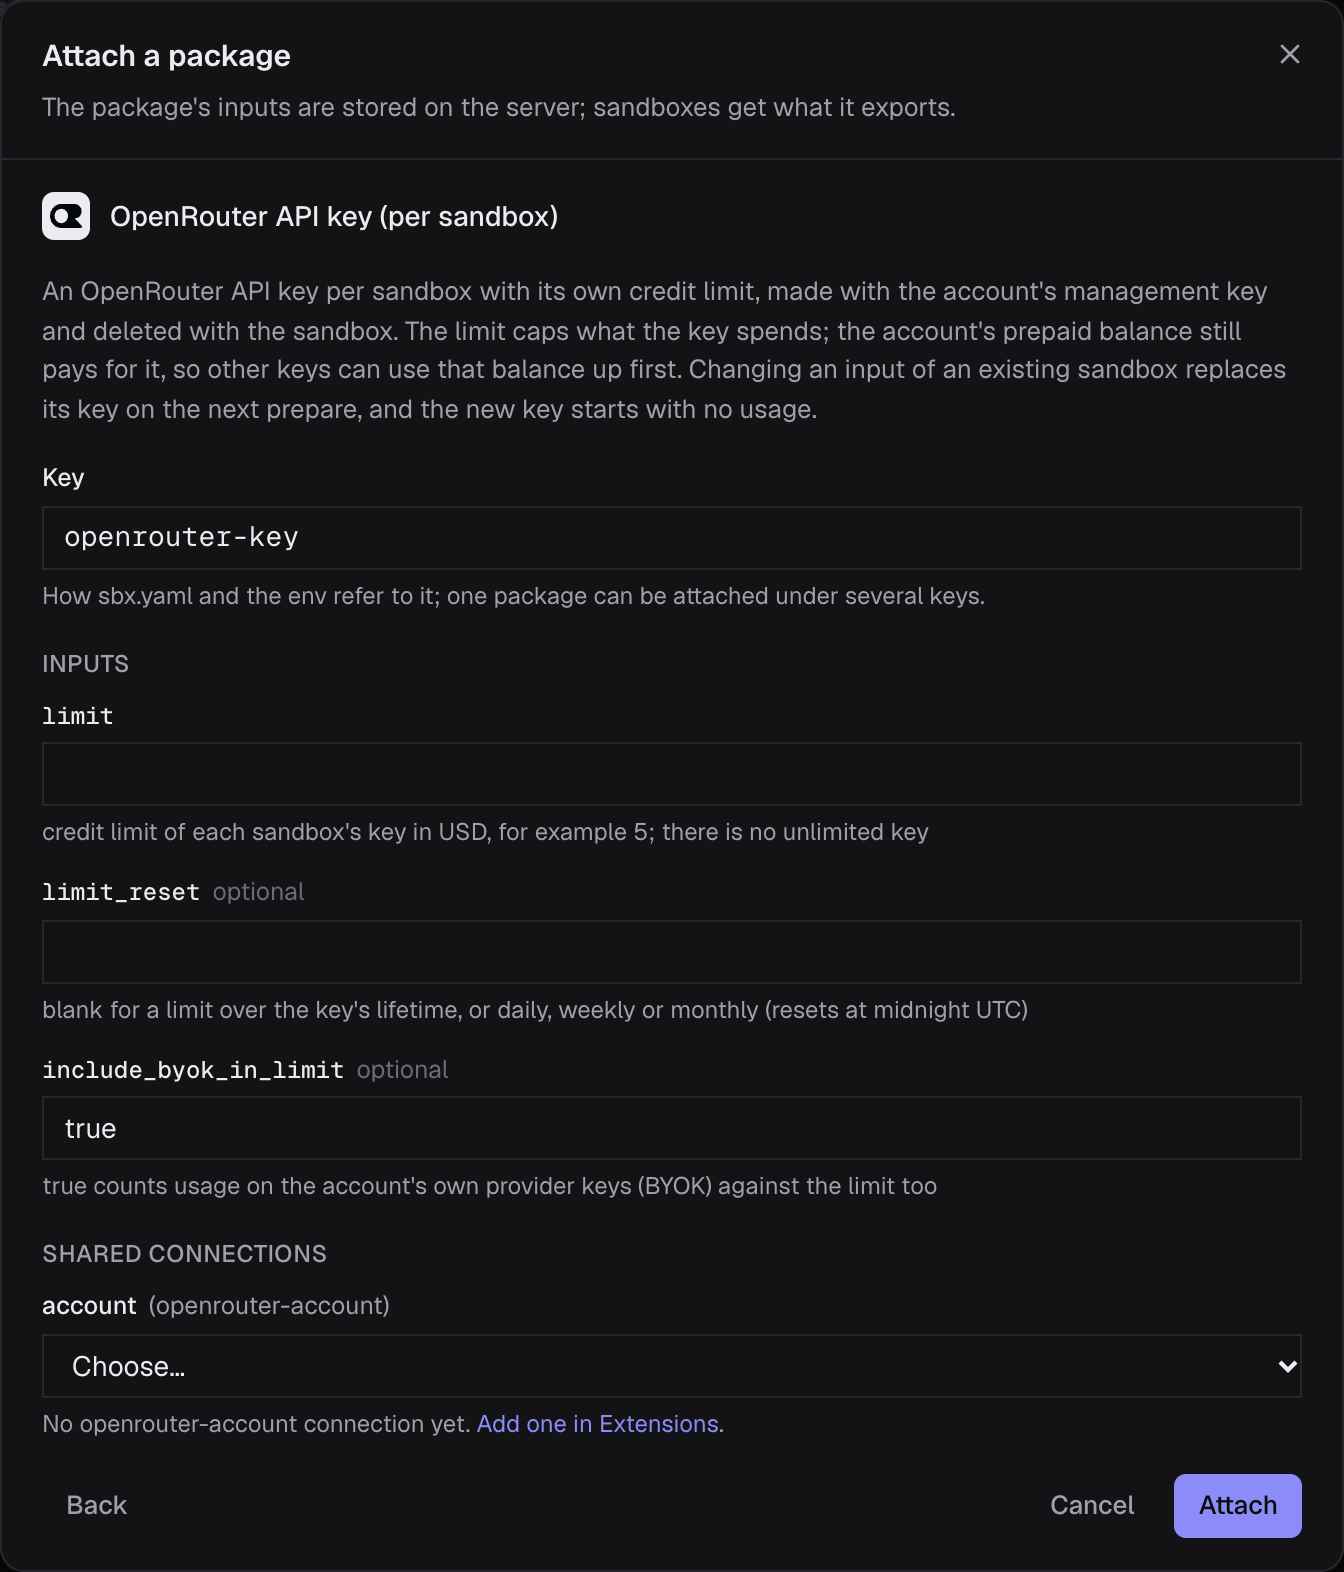 Attach a package
The package's inputs are stored on the server; sandboxes get what it exports.
OpenRouter API key (per sandbox)
An OpenRouter API key per sandbox with its own credit limit, made with the account's management key
and deleted with the sandbox. The limit caps what the key spends; the account's prepaid balance still
pays for it, so other keys can use that balance up first. Changing an input of an existing sandbox replaces
its key on the next prepare, and the new key starts with no usage.
Key
openrouter-key
How sbx.yaml and the env refer to it; one package can be attached under several keys.
INPUTS
limit
credit limit of each sandbox's key in USD, for example 5; there is no unlimited key
limit_reset optional
blank for a limit over the key's lifetime, or daily, weekly or monthly (resets at midnight UTC)
include_byok_in_limit optional
true
true counts usage on the account's own provider keys (BYOK) against the limit too
SHARED CONNECTIONS
account (openrouter-account)
Choose...
No openrouter-account connection yet. Add one in Extensions.
Back Cancel Attach